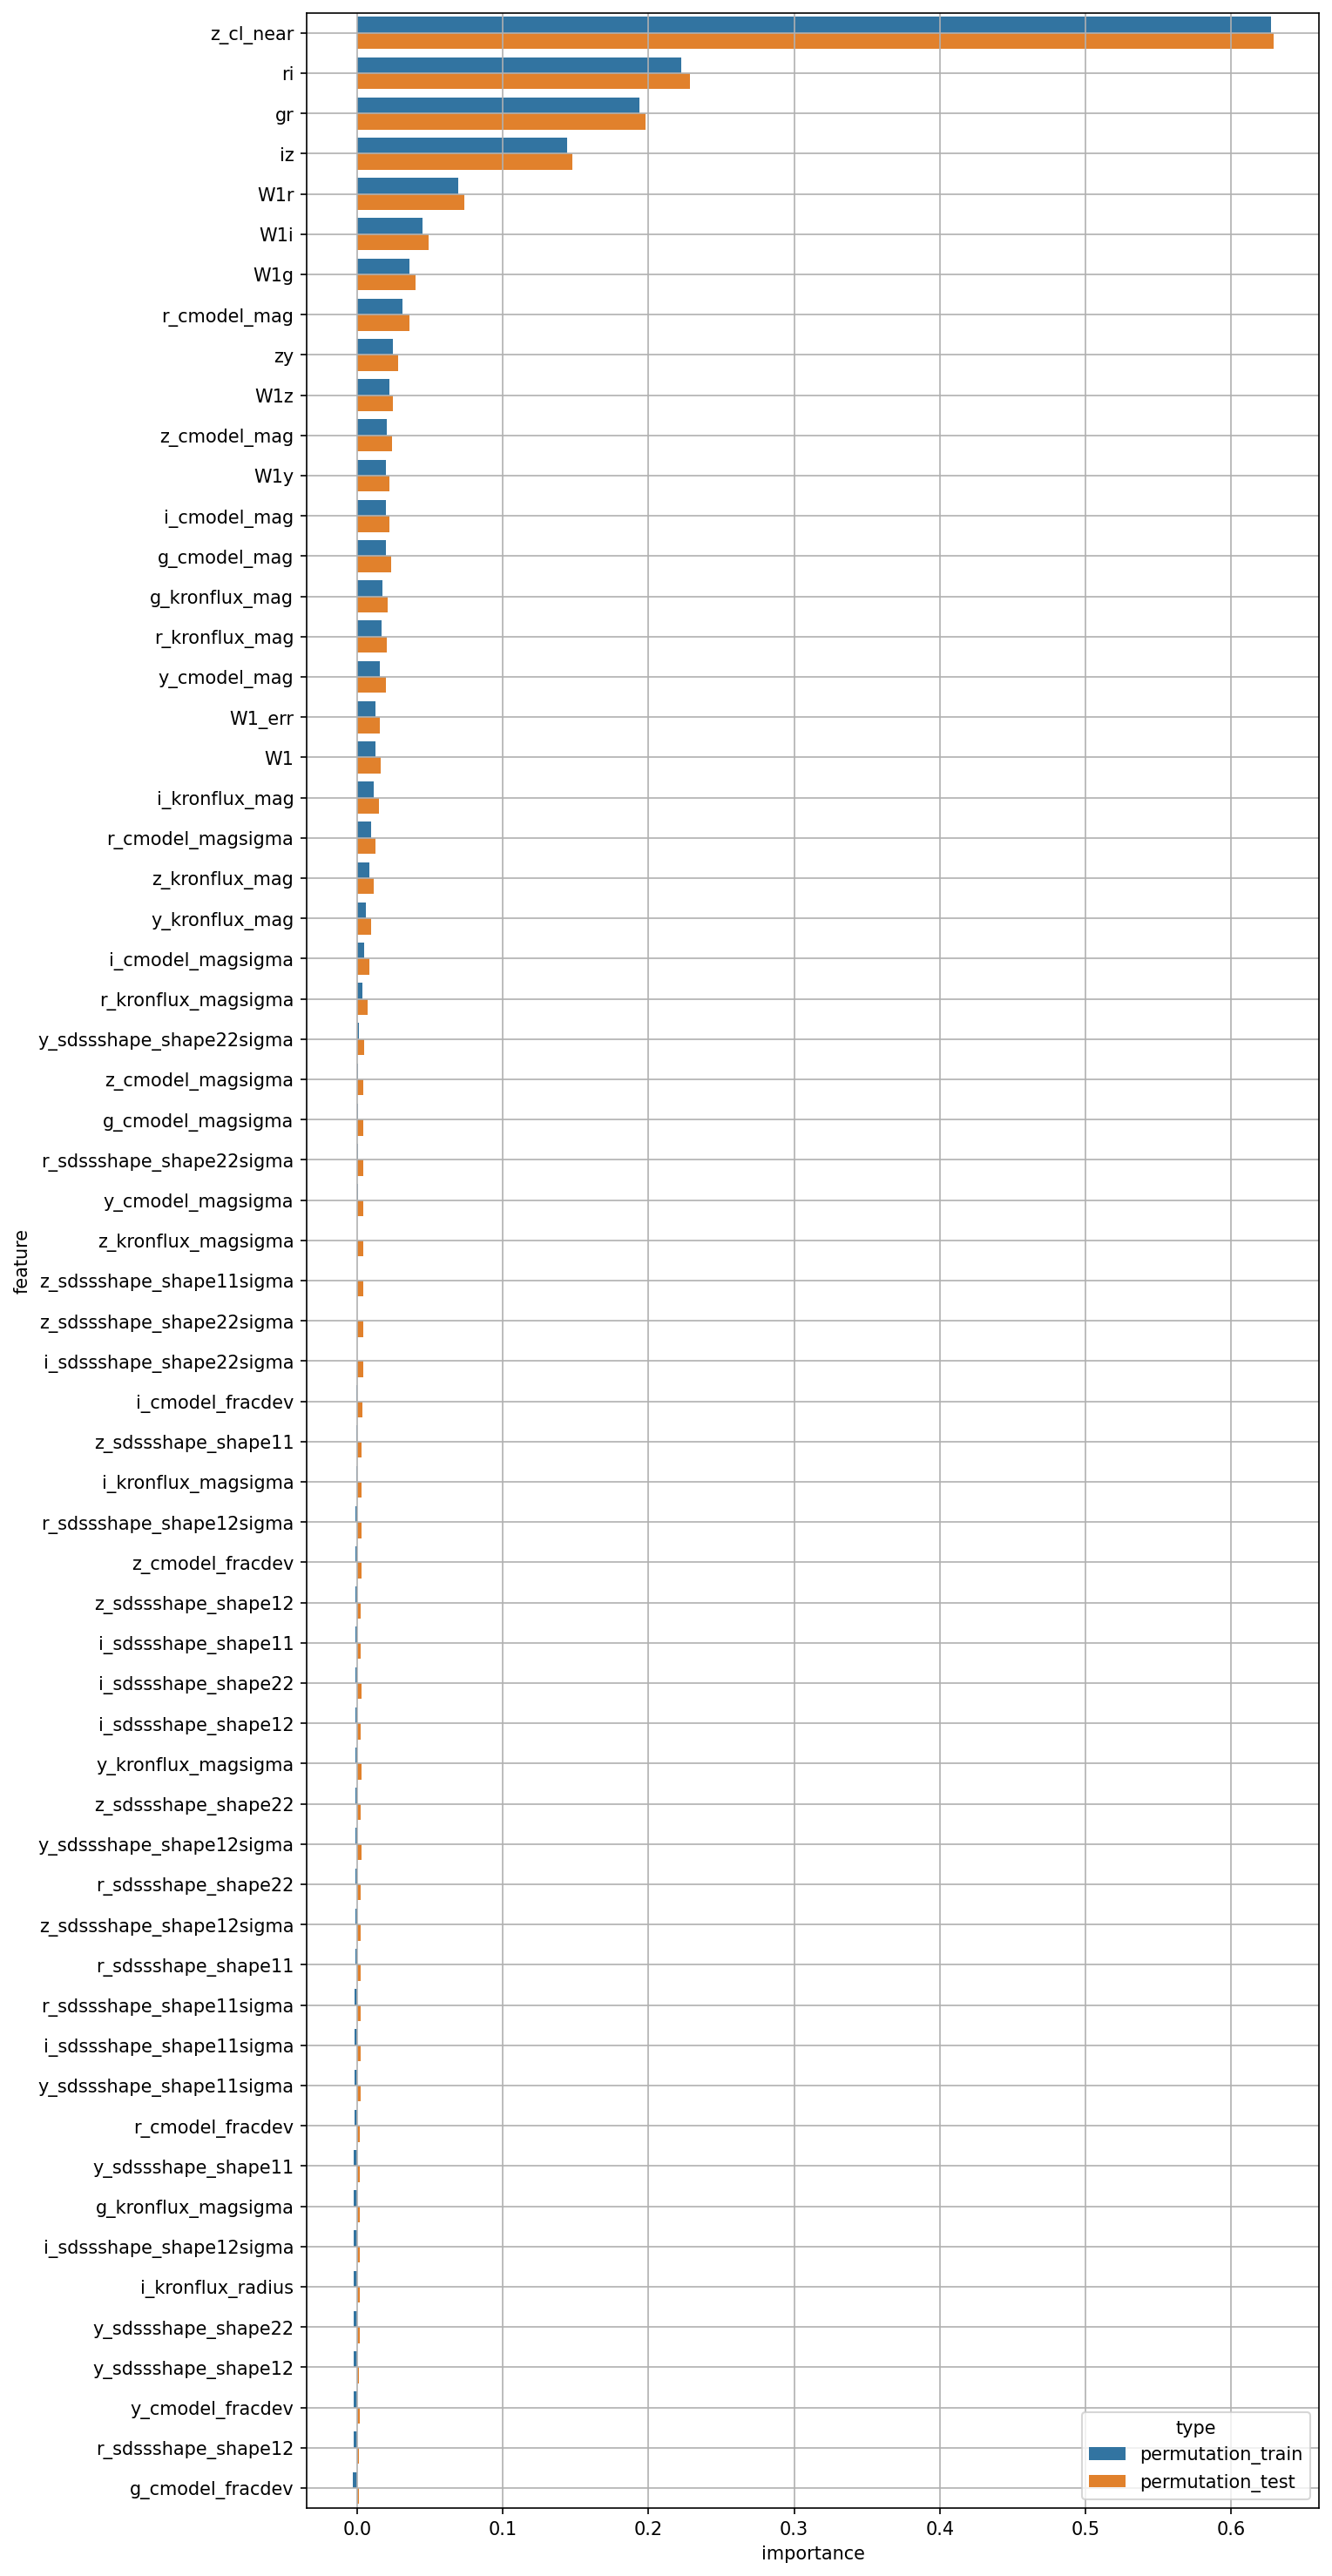 z_cl_near
ri
gr
iz
W1r
W1i
W1g
r_cmodel_mag
zy
W1z
z_cmodel_mag
W1y
i_cmodel_mag
g_cmodel_mag
g_kronflux_mag
r_kronflux_mag
y_cmodel_mag
W1_err
W1
i_kronflux_mag
r_cmodel_magsigma
z_kronflux_mag
y_kronflux_mag
i_cmodel_magsigma
r_kronflux_magsigma
y_sdssshape_shape22sigma
z_cmodel_magsigma
g_cmodel_magsigma
r_sdssshape_shape22sigma
y_cmodel_magsigma
z_kronflux_magsigma
z_sdssshape_shape11sigma
z_sdssshape_shape22sigma
i_sdssshape_shape22sigma
i_cmodel_fracdev
z_sdssshape_shape11
i_kronflux_magsigma
r_sdssshape_shape12sigma
z_cmodel_fracdev
z_sdssshape_shape12
i_sdssshape_shape11
i_sdssshape_shape22
i_sdssshape_shape12
y_kronflux_magsigma
z_sdssshape_shape22
y_sdssshape_shape12sigma
r_sdssshape_shape22
z_sdssshape_shape12sigma
r_sdssshape_shape11
r_sdssshape_shape11sigma
i_sdssshape_shape11sigma
y_sdssshape_shape11sigma
r_cmodel_fracdev
y_sdssshape_shape11
g_kronflux_magsigma
i_sdssshape_shape12sigma
i_kronflux_radius
y_sdssshape_shape22
y_sdssshape_shape12
y_cmodel_fracdev
r_sdssshape_shape12
g_cmodel_fracdev
feature
type
permutation_train
permutation_test
0.0 0.1 0.2 0.3 0.4 0.5 0.6
importance